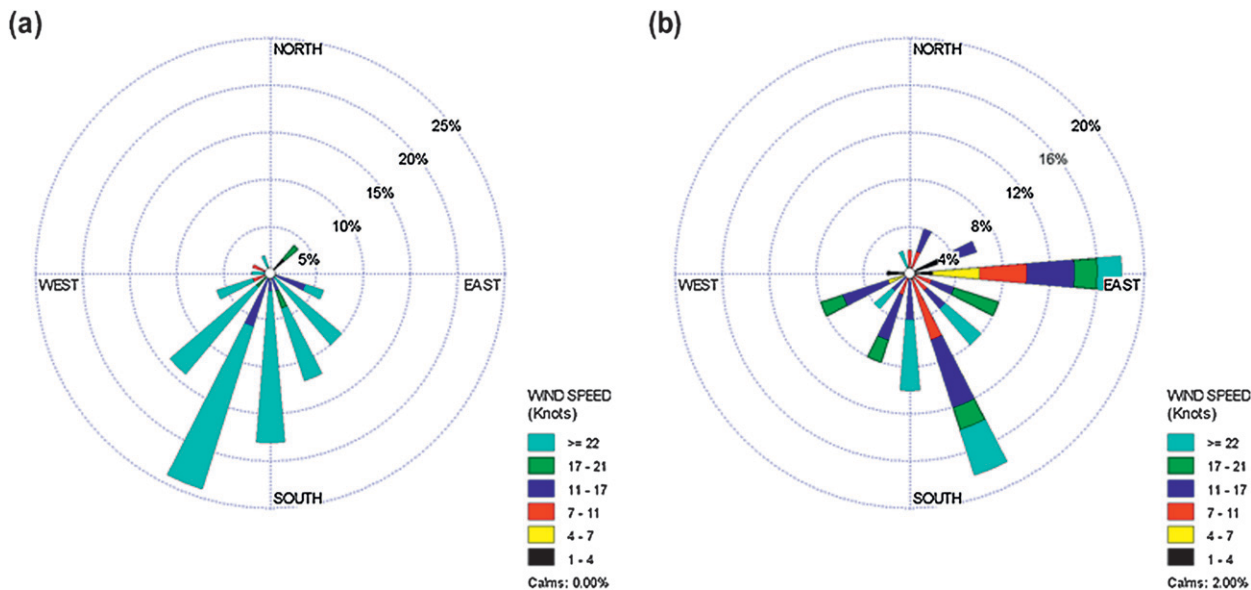 (a)
NORTH
25%
20%
15%
10%
5%
WEST
EAST
SOUTH
WIND SPEED
(Knots)
>= 22
17 - 21
11 - 17
7 - 11
4 - 7
1 - 4
Calms: 0.00%
(b)
NORTH
20%
16%
12%
8%
4%
WEST
EAST
SOUTH
WIND SPEED
(Knots)
>= 22
17 - 21
11 - 17
7 - 11
4 - 7
1 - 4
Calms: 2.00%